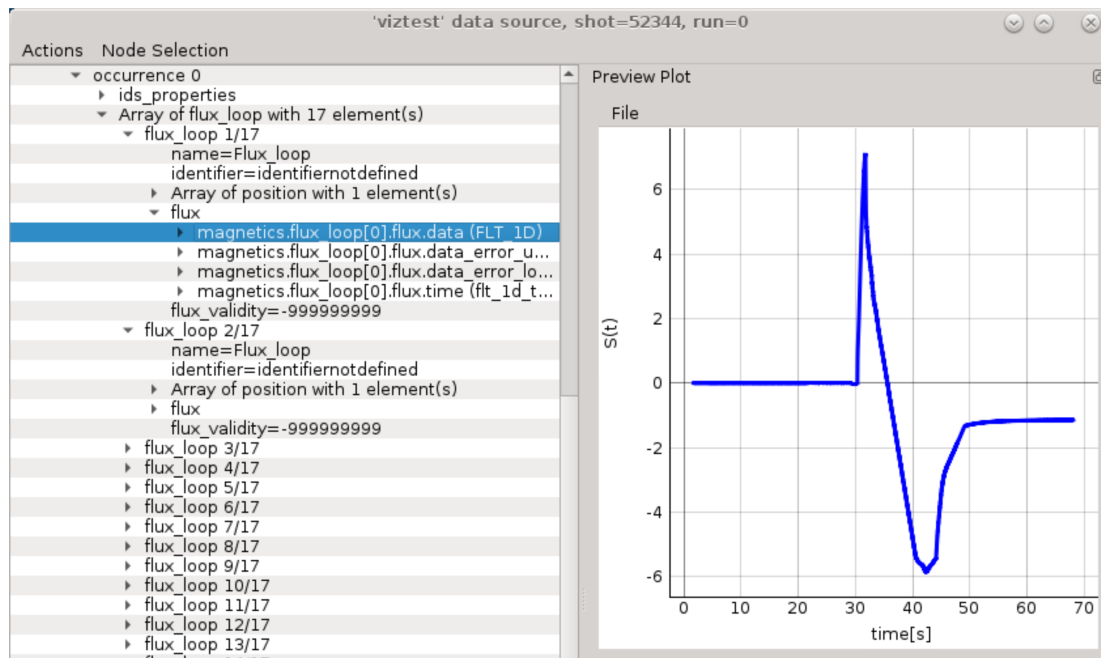 'viztest' data source, shot=52344, run=0
Actions Node Selection
occurrence 0
ids_properties
Array of flux_loop with 17 element(s)
flux_loop 1/17
name=Flux_loop
identifier=identifiernotdefined
Array of position with 1 element(s)
flux
magnetics.flux_loop[0].flux.data (FLT_1D)
magnetics.flux_loop[0].flux.data_error_u...
magnetics.flux_loop[0].flux.data_error_lo...
magnetics.flux_loop[0].flux.time (flt_1d_t...
flux_validity=-999999999
flux_loop 2/17
name=Flux_loop
identifier=identifiernotdefined
Array of position with 1 element(s)
flux
flux_validity=-999999999
flux_loop 3/17
flux_loop 4/17
flux_loop 5/17
flux_loop 6/17
flux_loop 7/17
flux_loop 8/17
flux_loop 9/17
flux_loop 10/17
flux_loop 11/17
flux_loop 12/17
flux_loop 13/17
Preview Plot
File
S(t)
6
4
2
0
-2
-4
-6
0 10 20 30 40 50 60 70
time[s]